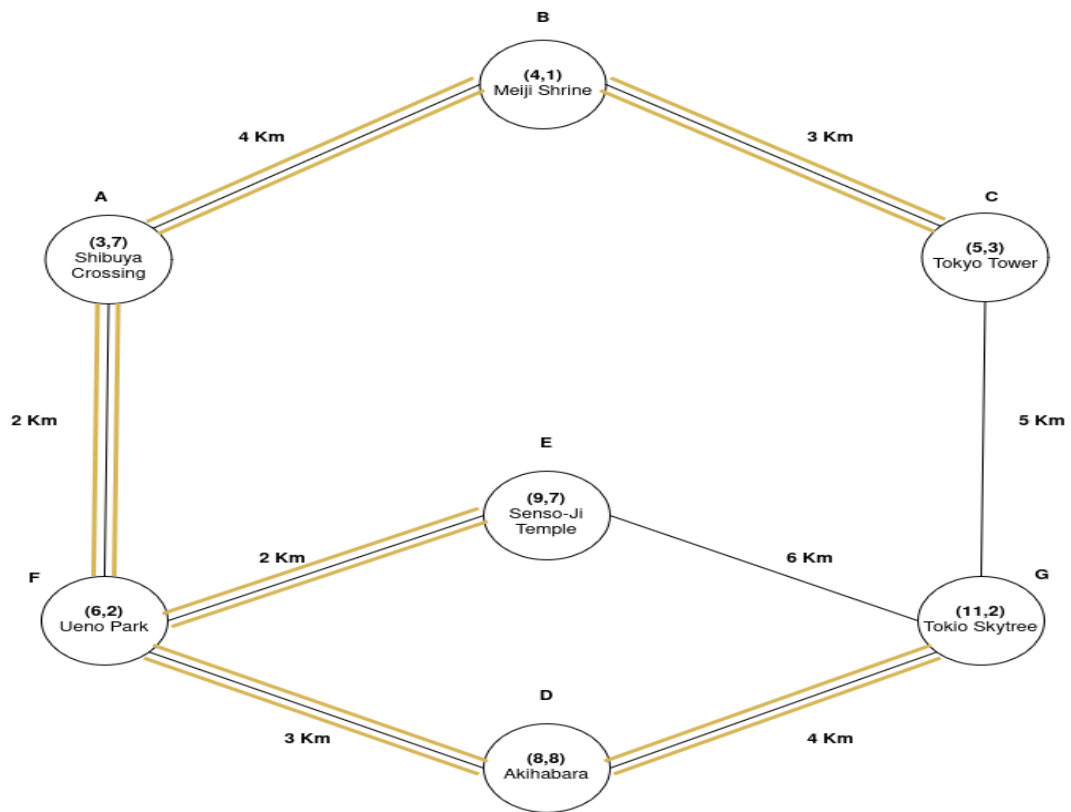 B
(4,1)
Meiji Shrine
4 Km
3 Km
A
C
(3,7)
Shibuya
Crossing
(5,3)
Tokyo Tower
2 Km
5 Km
E
(9,7)
Senso-Ji
Temple
2 Km
6 Km
F
G
(6,2)
Ueno Park
(11,2)
Tokio Skytree
D
3 Km
4 Km
(8,8)
Akihabara